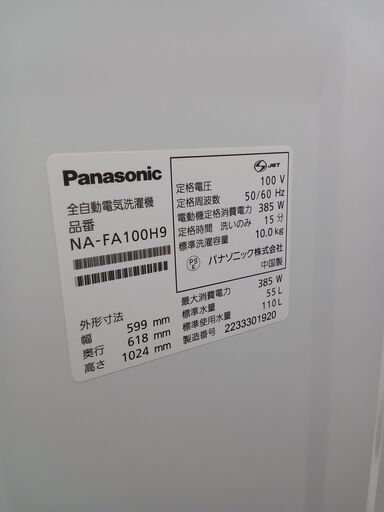 Panasonic
全自動電気洗濯機
品番
NA-FA100H9
外形寸法
幅 599 mm
奥行 618 mm
高さ 1024 mm
S JET
定格電圧 100 V
定格周波数 50/60 Hz
電動機定格消費電力 385 W
定格時間 洗いのみ 15 分
標準洗濯容量 10.0 kg
PS E パナソニック株式会社
中国製
最大消費電力 385 W
標準水量 55 L
標準使用水量 110 L
製造番号 2233301920